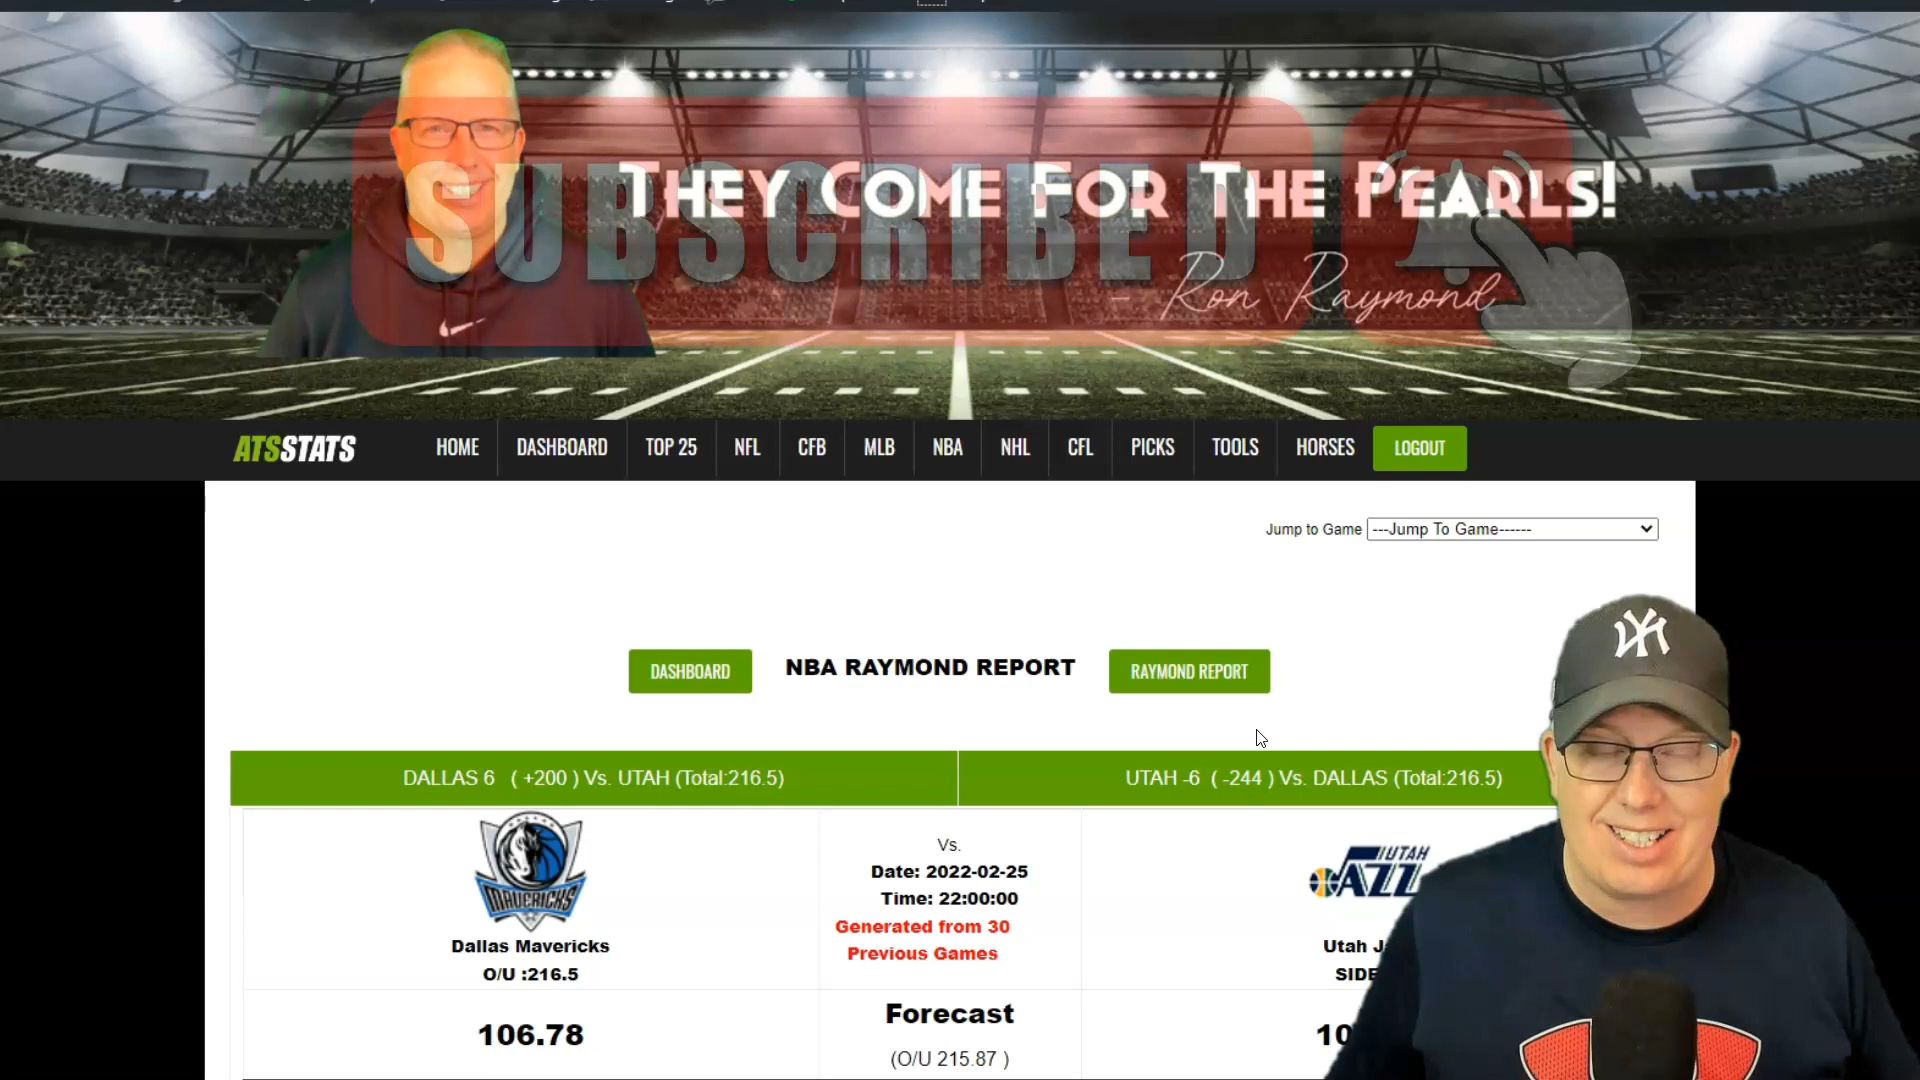 THEY COME FOR THE PEARLS!
SUBSCRIBED
- Ron Raymond
ATSSTATS
HOME
DASHBOARD
TOP 25
NFL
CFB
MLB
NBA
NHL
CFL
PICKS
TOOLS
HORSES
LOGOUT
Jump to Game ---Jump To Game------
DASHBOARD
NBA RAYMOND REPORT
RAYMOND REPORT
DALLAS 6 ( +200 ) Vs. UTAH (Total:216.5)
UTAH -6 ( -244 ) Vs. DALLAS (Total:216.5)
MAVERICKS
Dallas Mavericks
O/U :216.5
Vs.
Date: 2022-02-25
Time: 22:00:00
Generated from 30
Previous Games
UTAH
JAZZ
Utah
SIDE
106.78
Forecast
(O/U 215.87 )
NY